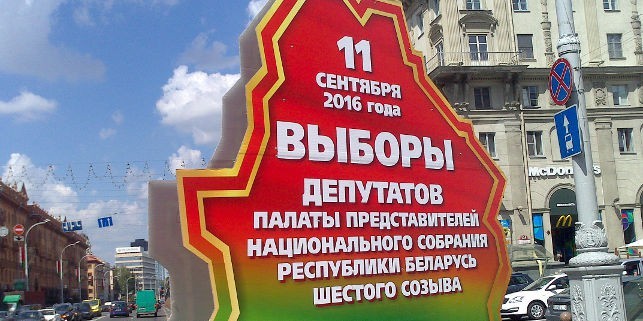 11
СЕНТЯБРЯ
2016 года
ВЫБОРЫ
ДЕПУТАТОВ
ПАЛАТЫ ПРЕДСТАВИТЕЛЕЙ
НАЦИОНАЛЬНОГО СОБРАНИЯ
РЕСПУБЛИКИ БЕЛАРУСЬ
ШЕСТОГО СОЗЫВА
McDONALD'S